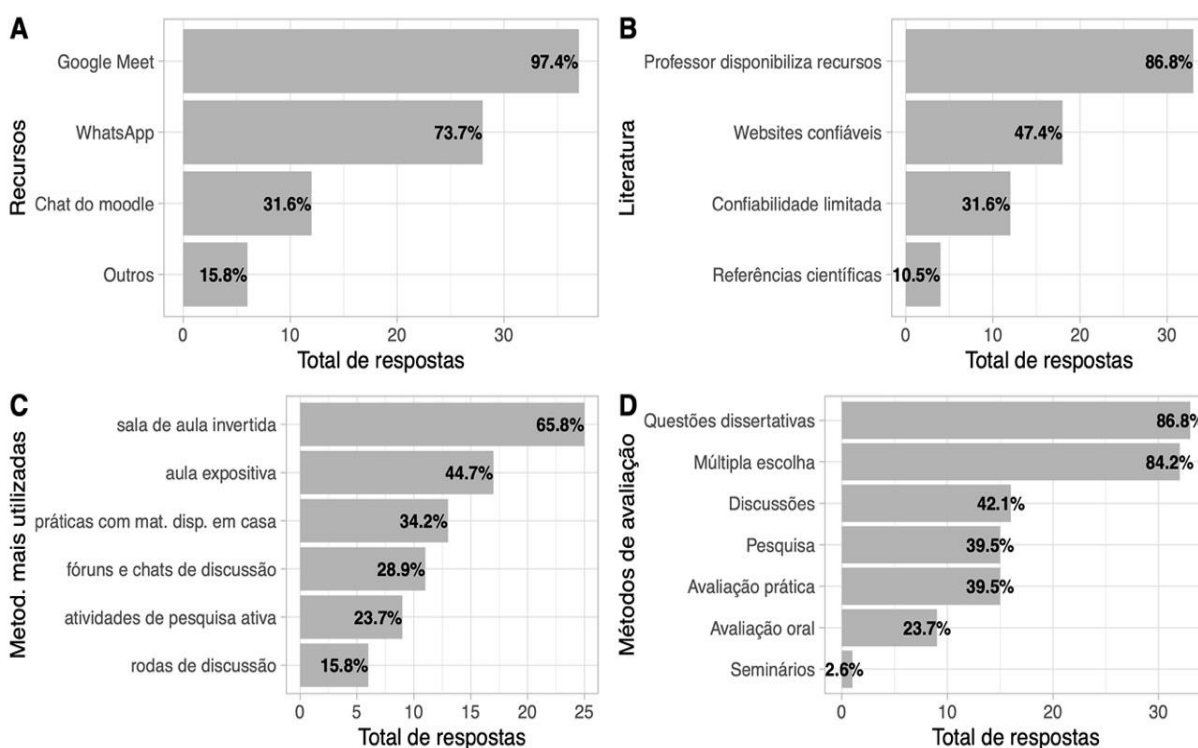 A
Recursos
Google Meet
97.4%
WhatsApp
73.7%
Chat do moodle
31.6%
Outros
15.8%
0 10 20 30
Total de respostas
B
Literatura
Professor disponibiliza recursos
86.8%
Websites confiáveis
47.4%
Confiabilidade limitada
31.6%
Referências científicas
10.5%
0 10 20 30
Total de respostas
C
Metod. mais utilizadas
sala de aula invertida
65.8%
aula expositiva
44.7%
práticas com mat. disp. em casa
34.2%
fóruns e chats de discussão
28.9%
atividades de pesquisa ativa
23.7%
rodas de discussão
15.8%
0 5 10 15 20 25
Total de respostas
D
Métodos de avaliação
Questões dissertativas
86.8%
Múltipla escolha
84.2%
Discussões
42.1%
Pesquisa
39.5%
Avaliação prática
39.5%
Avaliação oral
23.7%
Seminários
2.6%
0 10 20 30
Total de respostas